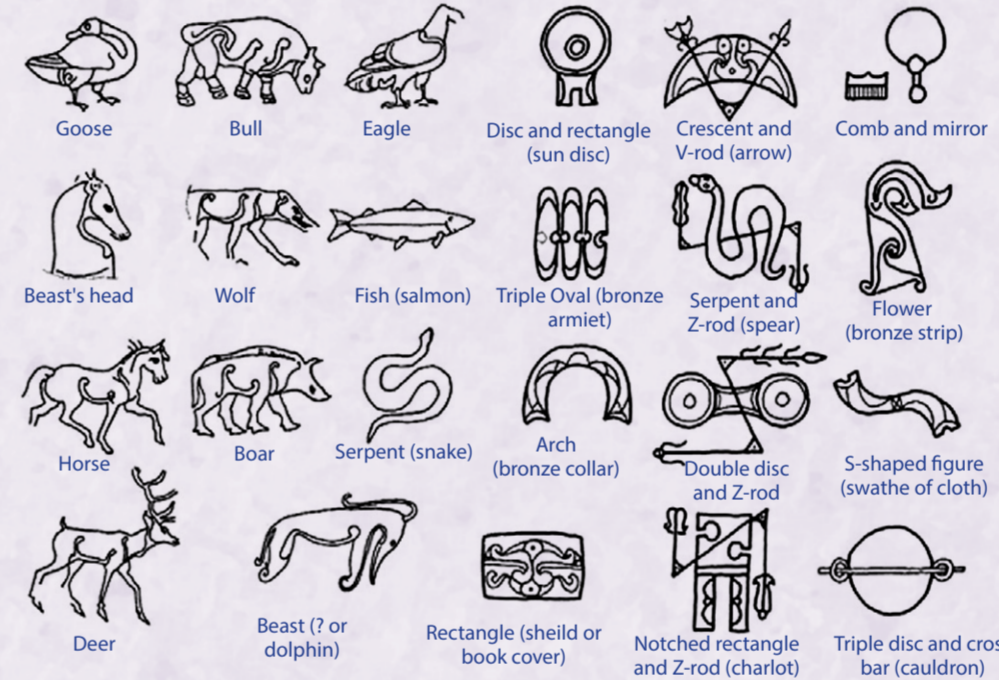 Goose
Bull
Eagle
Disc and rectangle
(sun disc)
Crescent and
V-rod (arrow)
Comb and mirror
Beast's head
Wolf
Fish (salmon)
Triple Oval (bronze
armiet)
Serpent and
Z-rod (spear)
Flower
(bronze strip)
Horse
Boar
Serpent (snake)
Arch
(bronze collar)
Double disc
and Z-rod
S-shaped figure
(swathe of cloth)
Deer
Beast (? or
dolphin)
Rectangle (sheild or
book cover)
Notched rectangle
and Z-rod (charlot)
Triple disc and cros
bar (cauldron)